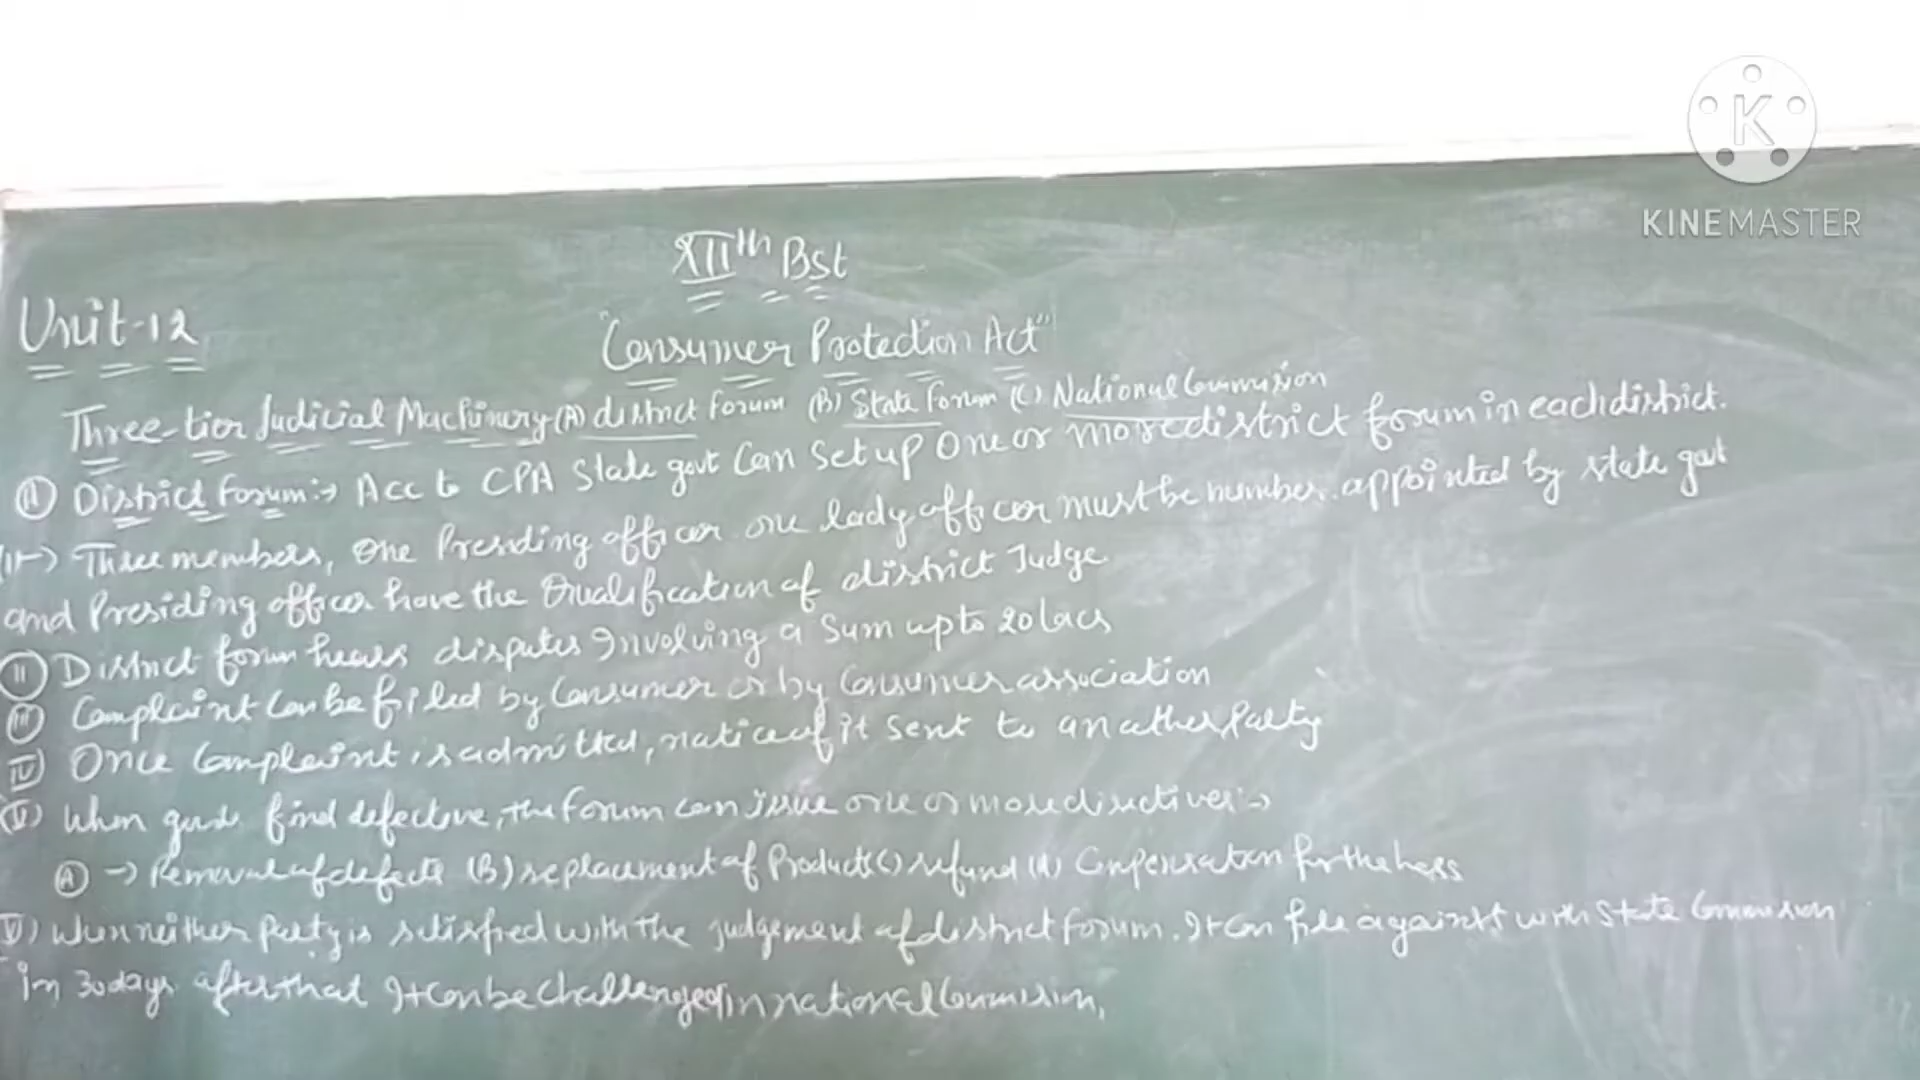 K
KINEMASTER
XIIth Bst
Unit-12
"Consumer Protection Act"
Three-tier Judicial Machinery (A) district forum (B) State Forum (C) National Commission
District Forum :→ Acc to CPA State govt Can Set up One or more district forum in each district.
Three members, One Presiding officer one lady officer must be member appointed by state govt
and Presiding officer have the Qualification of district Judge.
(II) District forum hears disputes Involving a Sum upto 20 lacs
(III) Complaint Can be filed by Consumer or by Consumer association
(IV) Once Complaint is admitted, notice of it Sent to another Party
(V) When goods find defective, the Forum can issue one or more directives :→
(A) → Removal of defects (B) replacement of Product (C) refund (d) Compensation for the loss
VI) When neither Party is satisfied with the judgement of district forum. It can file against with State Commission
in 30 days after that It can be Challenged in national Commission,